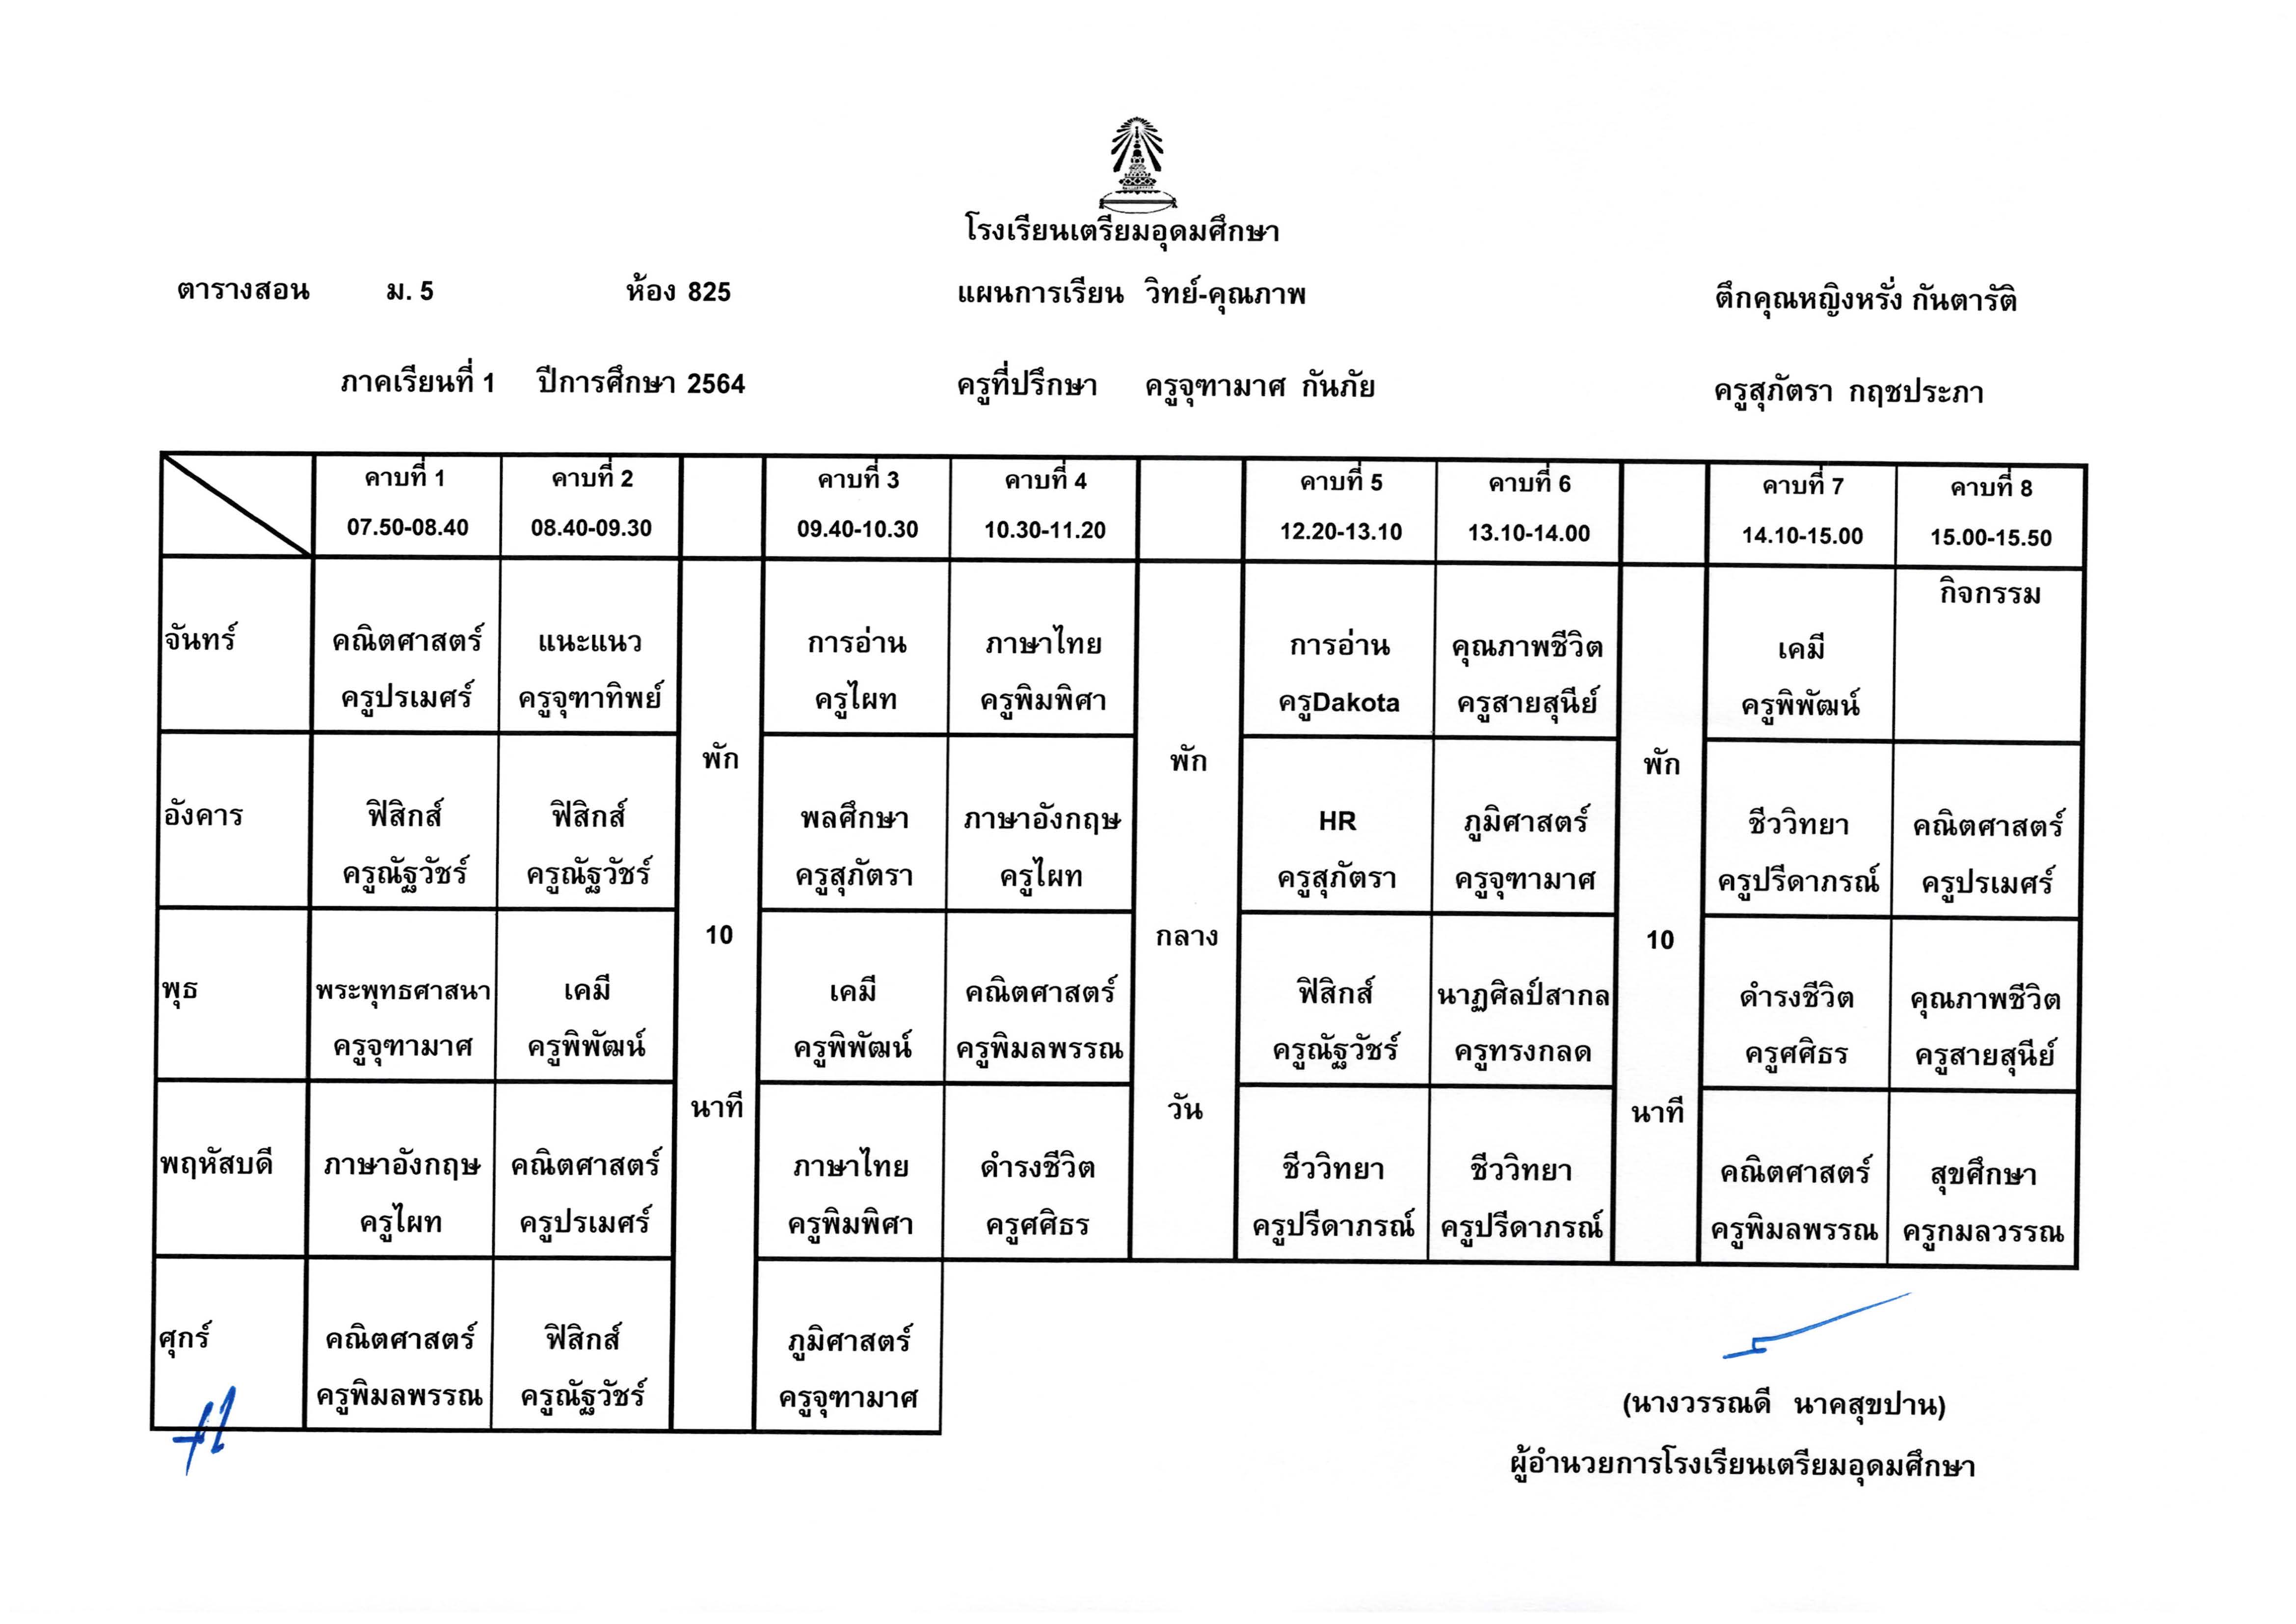 โรงเรียนเตรียมอุดมศึกษา
ตารางสอน ม. 5 ห้อง 825 แผนการเรียน วิทย์-คุณภาพ ตึกคุณหญิงหรั่ง กันตารัติ
ภาคเรียนที่ 1 ปีการศึกษา 2564 ครูที่ปรึกษา ครูจุฑามาศ กันภัย ครูสุภัตรา กฤชประภา
คาบที่ 1 คาบที่ 2 คาบที่ 3 คาบที่ 4 คาบที่ 5 คาบที่ 6 คาบที่ 7 คาบที่ 8
07.50-08.40 08.40-09.30 09.40-10.30 10.30-11.20 12.20-13.10 13.10-14.00 14.10-15.00 15.00-15.50
กิจกรรม
จันทร์ คณิตศาสตร์ แนะแนว การอ่าน ภาษาไทย การอ่าน คุณภาพชีวิต เคมี
ครูปรเมศร์ ครูจุฑาทิพย์ ครูไผท ครูพิมพิศา ครูDakota ครูสายสุนีย์ ครูพิพัฒน์
พัก พัก พัก
อังคาร ฟิสิกส์ ฟิสิกส์ พลศึกษา ภาษาอังกฤษ HR ภูมิศาสตร์ ชีววิทยา คณิตศาสตร์
ครูณัฐวัชร์ ครูณัฐวัชร์ ครูสุภัตรา ครูไผท ครูสุภัตรา ครูจุฑามาศ ครูปรีดาภรณ์ ครูปรเมศร์
10 กลาง 10
พุธ พระพุทธศาสนา เคมี เคมี คณิตศาสตร์ ฟิสิกส์ นาฏศิลป์สากล ดำรงชีวิต คุณภาพชีวิต
ครูจุฑามาศ ครูพิพัฒน์ ครูพิพัฒน์ ครูพิมลพรรณ ครูณัฐวัชร์ ครูทรงกลด ครูศศิธร ครูสายสุนีย์
นาที วัน นาที
พฤหัสบดี ภาษาอังกฤษ คณิตศาสตร์ ภาษาไทย ดำรงชีวิต ชีววิทยา ชีววิทยา คณิตศาสตร์ สุขศึกษา
ครูไผท ครูปรเมศร์ ครูพิมพิศา ครูศศิธร ครูปรีดาภรณ์ ครูปรีดาภรณ์ ครูพิมลพรรณ ครูกมลวรรณ
ศุกร์ คณิตศาสตร์ ฟิสิกส์ ภูมิศาสตร์
ครูพิมลพรรณ ครูณัฐวัชร์ ครูจุฑามาศ
(นางวรรณดี นาคสุขปาน)
ผู้อำนวยการโรงเรียนเตรียมอุดมศึกษา